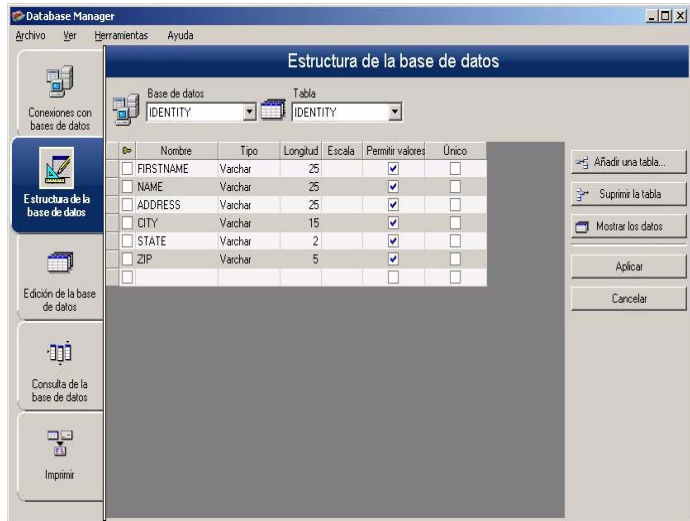 Database Manager
Archivo Ver Herramientas Ayuda
Estructura de la base de datos
Conexiones con
bases de datos
Estructura de la
base de datos
Edición de la base
de datos
Consulta de la
base de datos
Imprimir
Base de datos Tabla
IDENTITY IDENTITY
Nombre Tipo Longitud Escala Permitir valores Único
FIRSTNAME Varchar 25
NAME Varchar 25
ADDRESS Varchar 25
CITY Varchar 15
STATE Varchar 2
ZIP Varchar 5
Añadir una tabla...
Suprimir la tabla
Mostrar los datos
Aplicar
Cancelar